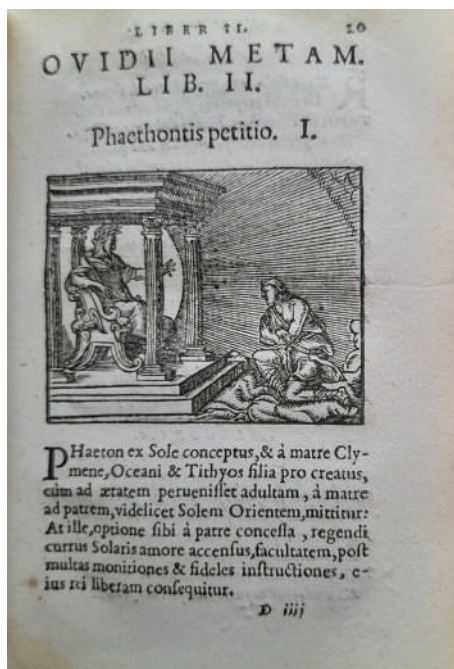 LIBER II. 20
OVIDII METAM.
LIB. II.
Phaethontis petitio. I.
PHaeton ex Sole conceptus, & à matre Cly-
mene, Oceani & Tithyos filia pro creatus,
cùm ad ætatem peruenisset adultam, à matre
ad patrem, videlicet Solem Orientem, mittitur:
At ille, optione sibi à patre concessa, regendi
currus Solaris amore accensus, facultatem, post
multas monitiones & fideles instructiones, e-
ius rei liberam consequitur.
D iiij